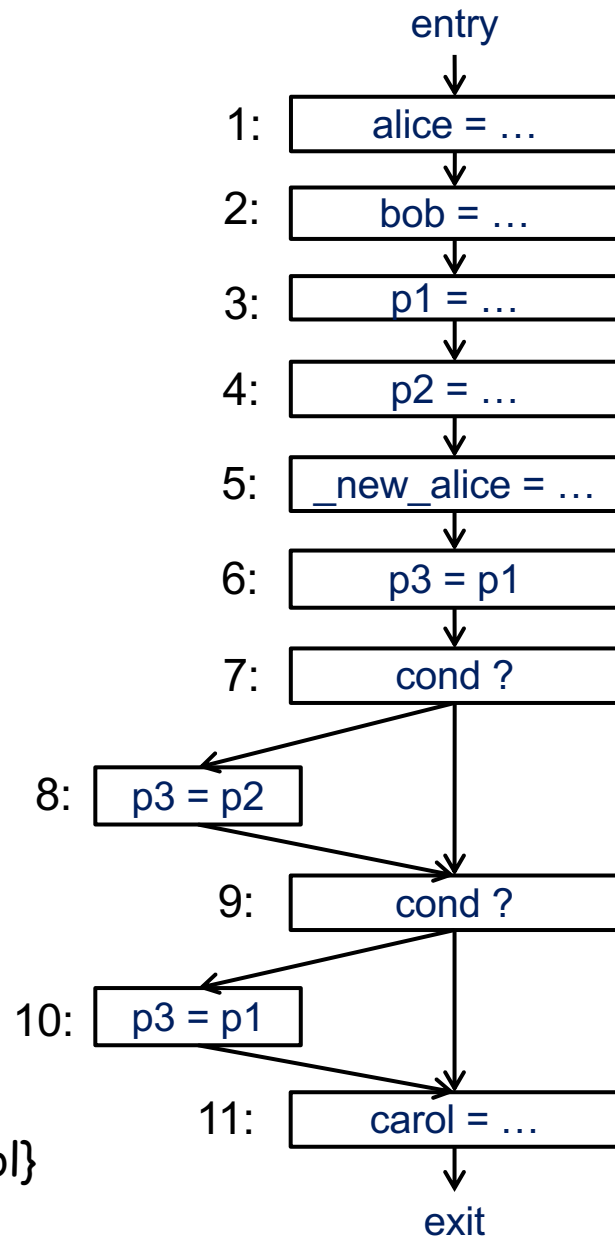 entry
1: alice = …
2: bob = …
3: p1 = …
4: p2 = …
5: _new_alice = …
6: p3 = p1
7: cond ?
8: p3 = p2
9: cond ?
10: p3 = p1
11: carol = …
ol}
exit